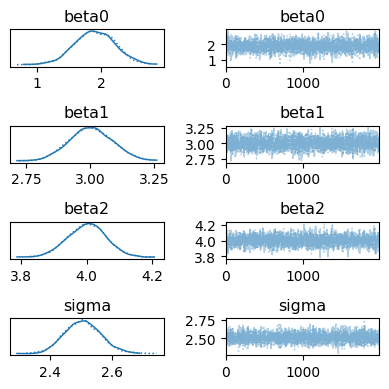 beta0 beta0
2
1
1 2 0 1000
beta1 beta1
3.25
3.00
2.75
2.75 3.00 3.25 0 1000
beta2 beta2
4.2
4.0
3.8
3.8 4.0 4.2 0 1000
sigma sigma
2.75
2.50
2.4 2.6 0 1000